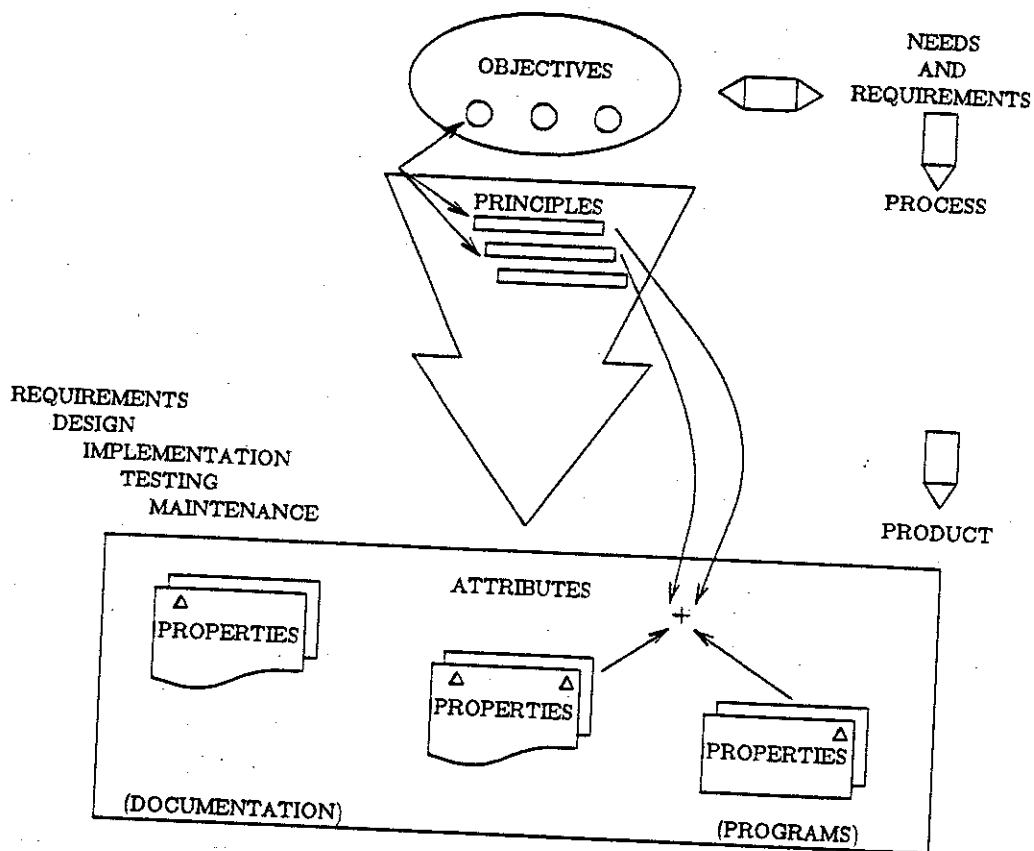 OBJECTIVES
NEEDS
AND
REQUIREMENTS
PRINCIPLES
PROCESS
REQUIREMENTS
DESIGN
IMPLEMENTATION
TESTING
MAINTENANCE
PRODUCT
ATTRIBUTES
+
PROPERTIES
PROPERTIES
PROPERTIES
(DOCUMENTATION)
(PROGRAMS)